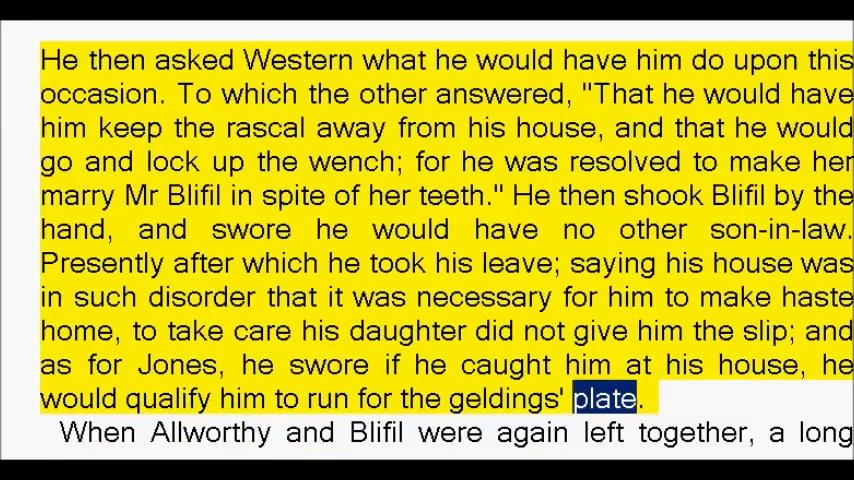 He then asked Western what he would have him do upon this
occasion. To which the other answered, "That he would have
him keep the rascal away from his house, and that he would
go and lock up the wench; for he was resolved to make her
marry Mr Blifil in spite of her teeth." He then shook Blifil by the
hand, and swore he would have no other son-in-law.
Presently after which he took his leave; saying his house was
in such disorder that it was necessary for him to make haste
home, to take care his daughter did not give him the slip; and
as for Jones, he swore if he caught him at his house, he
would qualify him to run for the geldings' plate.
When Allworthy and Blifil were again left together, a long